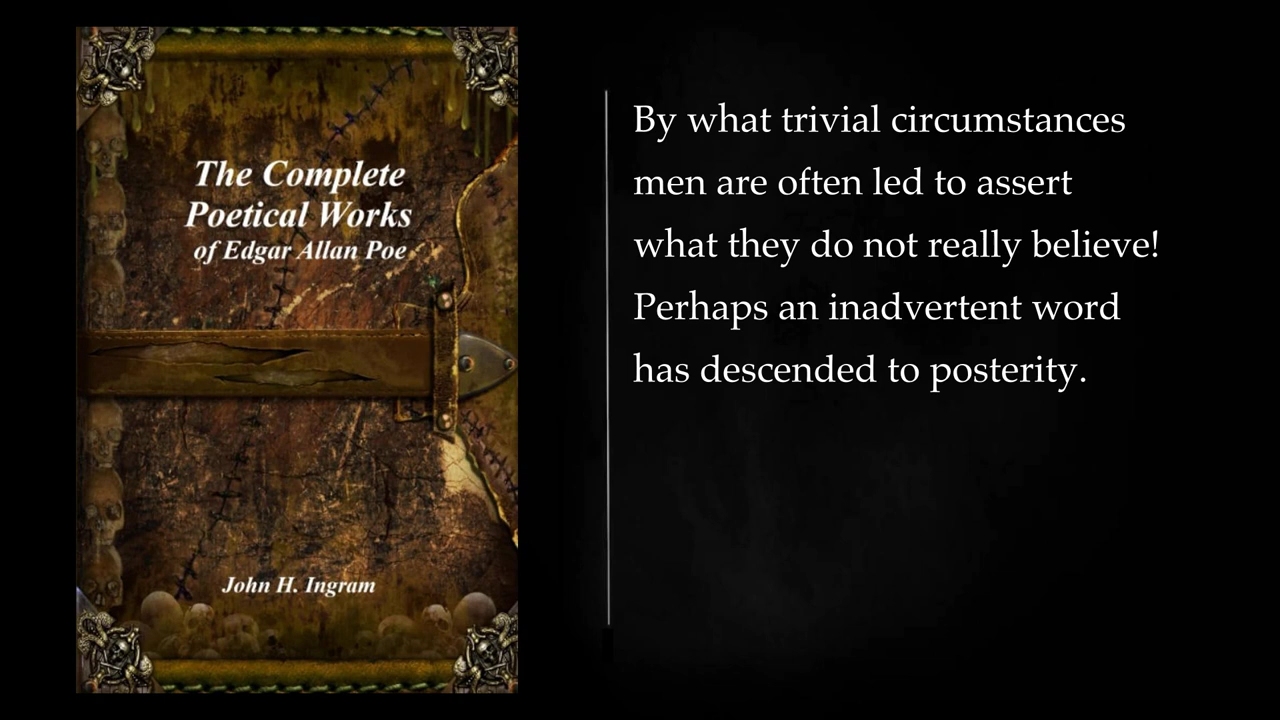 The Complete
Poetical Works
of Edgar Allan Poe
John H. Ingram
By what trivial circumstances
men are often led to assert
what they do not really believe!
Perhaps an inadvertent word
has descended to posterity.